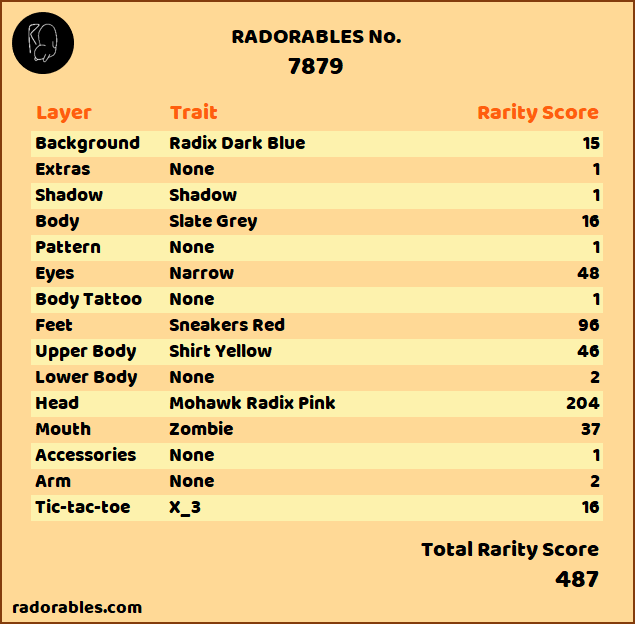 RADORABLES No.
7879
Layer Trait Rarity Score
Background Radix Dark Blue 15
Extras None 1
Shadow Shadow 1
Body Slate Grey 16
Pattern None 1
Eyes Narrow 48
Body Tattoo None 1
Feet Sneakers Red 96
Upper Body Shirt Yellow 46
Lower Body None 2
Head Mohawk Radix Pink 204
Mouth Zombie 37
Accessories None 1
Arm None 2
Tic-tac-toe X_3 16
Total Rarity Score
487
radorables.com